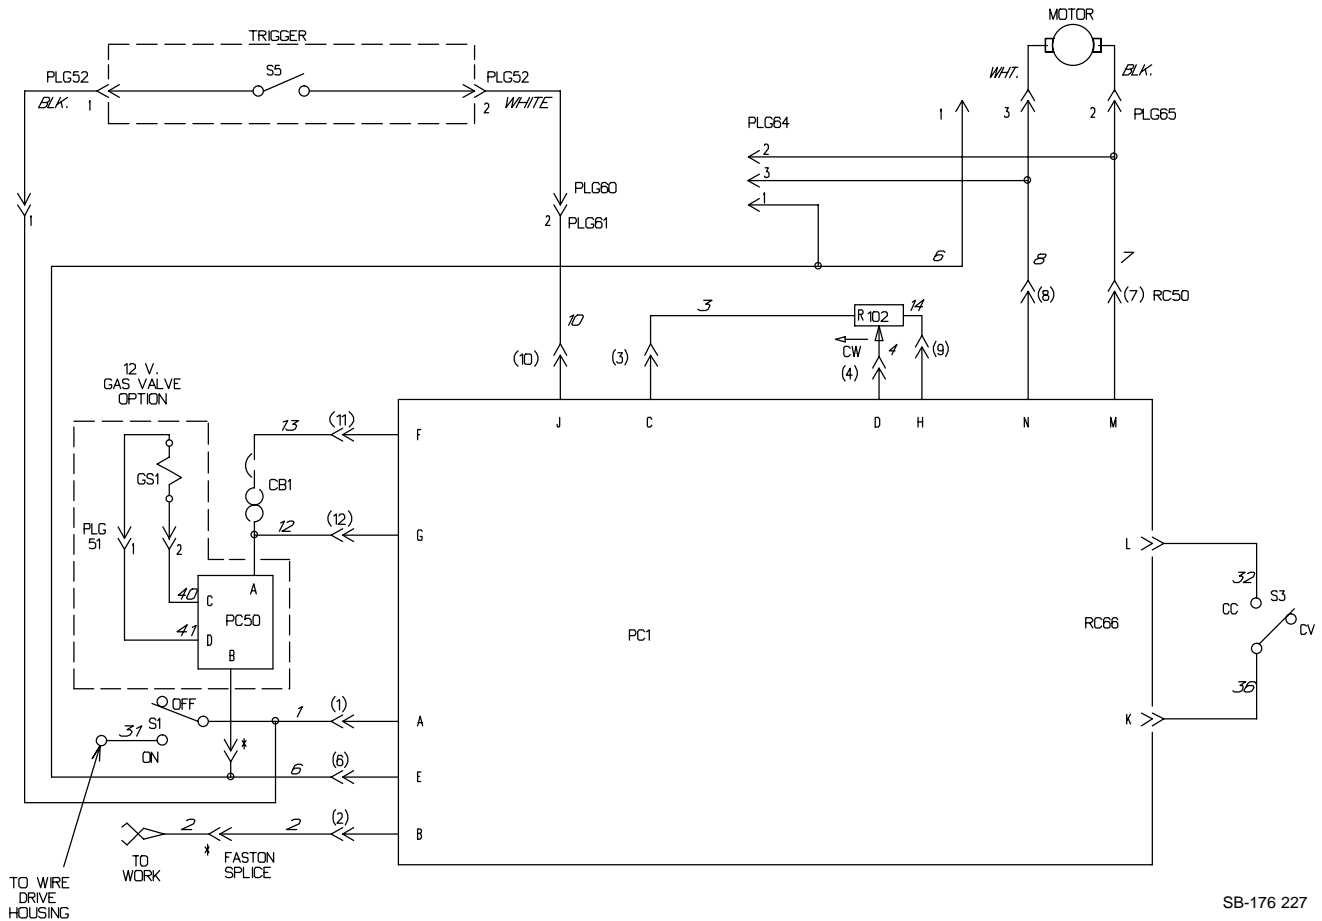 MOTOR
TRIGGER
PLG52
S5
PLG52
WHT.
BLK.
BLK.
1
2
WHITE
1
3
2
PLG65
PLG64
2
3
1
PLG60
1
2
PLG61
6
8
7
(8)
(7)
RC50
10
3
R102
14
(10)
(3)
CW
4
(4)
(9)
12 V.
GAS VALVE
OPTION
J
C
D
H
N
M
13
(11)
F
GS1
CB1
PLG
51
1
2
12
(12)
G
L
40
C
A
PC50
41
D
B
32
CC
S3
CV
PC1
RC66
36
K
OFF
1
(1)
A
31
S1
ON
*
6
(6)
E
2
2
(2)
B
*
FASTON
SPLICE
TO
WORK
TO WIRE
DRIVE
HOUSING
SB-176 227